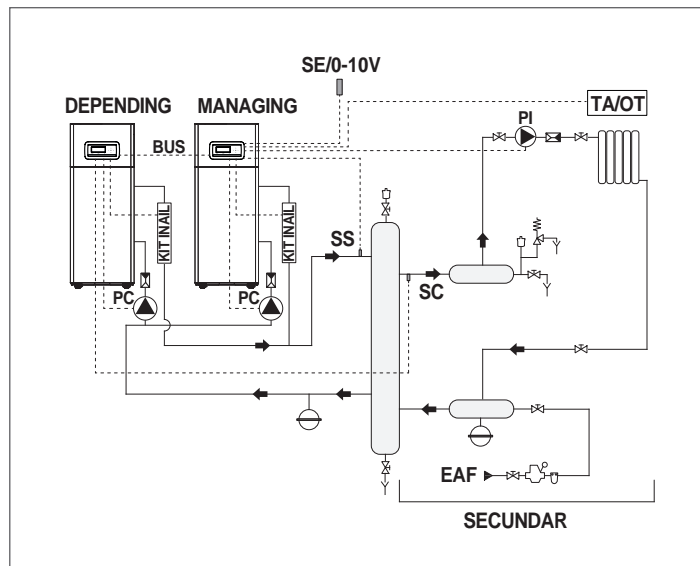 SE/0-10V
DEPENDING
MANAGING
TA/OT
PI
BUS
KIT INAIL
KIT INAIL
SS
SC
PC
PC
EAF
SECUNDAR